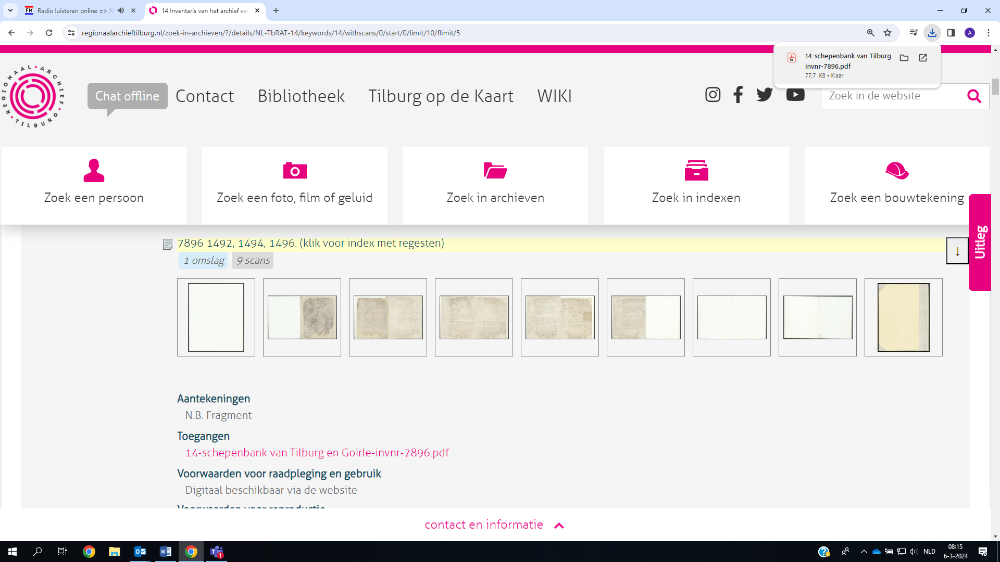 Radio luisteren online => N
14 Inventaris van het archief va
regionaalarchieftilburg.nl/zoek-in-archieven/?/details/NL-TbRAT-14/keywords/14/withscans/0/start/0/limit/10/flimit/5
A
14-schepenbank van Tilburg
invnr-7896.pdf
77,7 KB • Klaar
REGIONAAL ARCHIEF TILBURG
Chat offline
Contact
Bibliotheek
Tilburg op de Kaart
WIKI
Zoek in de website
Zoek een persoon
Zoek een foto, film of geluid
Zoek in archieven
Zoek in indexen
Zoek een bouwtekening
Uitleg
7896 1492, 1494, 1496. (klik voor index met regesten)
1 omslag
9 scans
↓
Aantekeningen
N.B. Fragment
Toegangen
14-schepenbank van Tilburg en Goirle-invnr-7896.pdf
Voorwaarden voor raadpleging en gebruik
Digitaal beschikbaar via de website
Voorwaarden voor reproductie
contact en informatie
NLD
08:15
6-3-2024